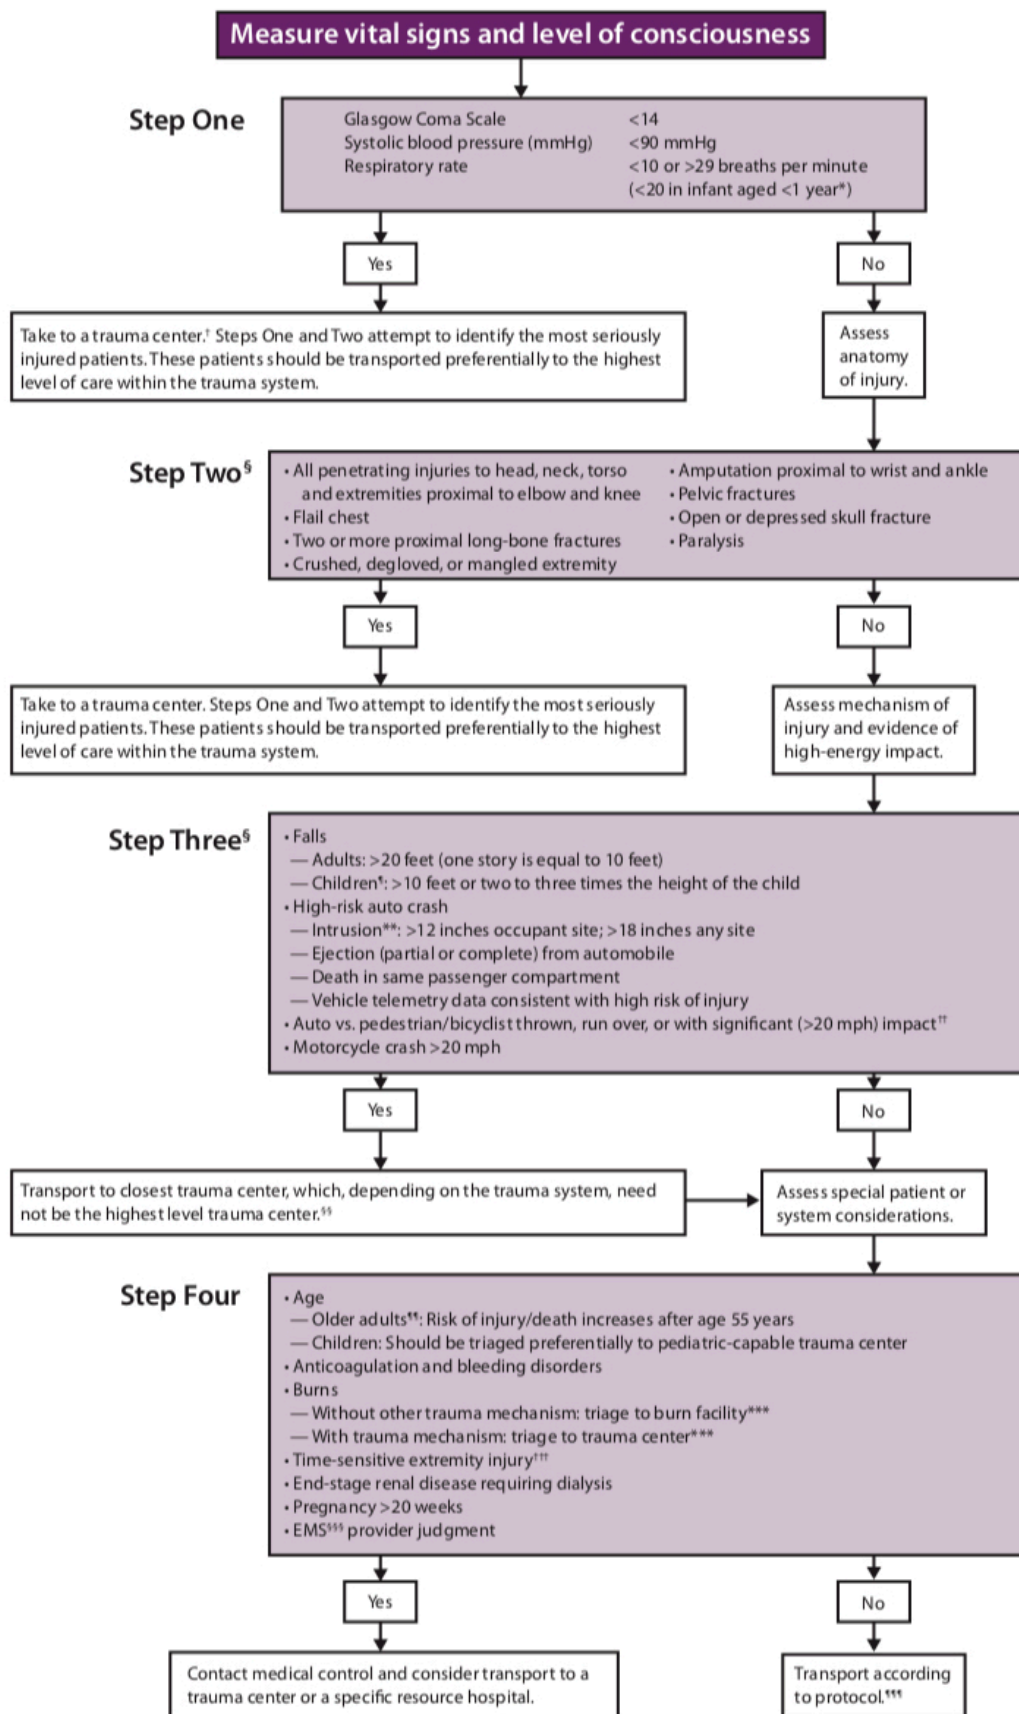 Measure vital signs and level of consciousness
Step One
Glasgow Coma Scale <14
Systolic blood pressure (mmHg) <90 mmHg
Respiratory rate <10 or >29 breaths per minute
(<20 in infant aged <1 year*)
Yes
No
Take to a trauma center.† Steps One and Two attempt to identify the most seriously
injured patients. These patients should be transported preferentially to the highest
level of care within the trauma system.
Assess
anatomy
of injury.
Step Two§
• All penetrating injuries to head, neck, torso
and extremities proximal to elbow and knee
• Flail chest
• Two or more proximal long-bone fractures
• Crushed, degloved, or mangled extremity
• Amputation proximal to wrist and ankle
• Pelvic fractures
• Open or depressed skull fracture
• Paralysis
Yes
No
Take to a trauma center. Steps One and Two attempt to identify the most seriously
injured patients. These patients should be transported preferentially to the highest
level of care within the trauma system.
Assess mechanism of
injury and evidence of
high-energy impact.
Step Three§
• Falls
— Adults: >20 feet (one story is equal to 10 feet)
— Children¶: >10 feet or two to three times the height of the child
• High-risk auto crash
— Intrusion**: >12 inches occupant site; >18 inches any site
— Ejection (partial or complete) from automobile
— Death in same passenger compartment
— Vehicle telemetry data consistent with high risk of injury
• Auto vs. pedestrian/bicyclist thrown, run over, or with significant (>20 mph) impact††
• Motorcycle crash >20 mph
Yes
No
Transport to closest trauma center, which, depending on the trauma system, need
not be the highest level trauma center.§§
Assess special patient or
system considerations.
Step Four
• Age
— Older adults¶¶: Risk of injury/death increases after age 55 years
— Children: Should be triaged preferentially to pediatric-capable trauma center
• Anticoagulation and bleeding disorders
• Burns
— Without other trauma mechanism: triage to burn facility***
— With trauma mechanism: triage to trauma center***
• Time-sensitive extremity injury†††
• End-stage renal disease requiring dialysis
• Pregnancy >20 weeks
• EMS§§§ provider judgment
Yes
No
Contact medical control and consider transport to a
trauma center or a specific resource hospital.
Transport according
to protocol.¶¶¶